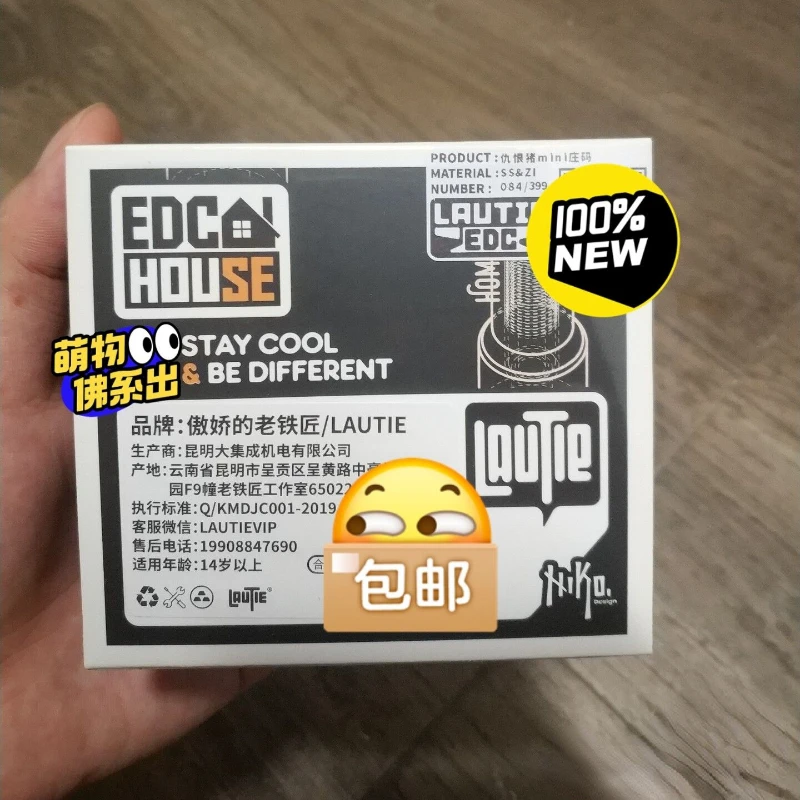 PRODUCT:仇恨猪mini庄码
MATERIAL:SS&ZI
NUMBER: 084/399
EDC
HOUSE
LAUTIE
EDC
HOM
100%
NEW
萌物
佛系出
STAY COOL
& BE DIFFERENT
品牌:傲娇的老铁匠/LAUTIE
生产商:昆明大集成机电有限公司
产地:云南省昆明市呈贡区呈黄路中
园F9幢老铁匠工作室65022
执行标准:Q/KMDJC001-2019
客服微信:LAUTIEVIP
售后电话:19908847690
适用年龄:14岁以上
合
LAUTIE
包邮
LAUTIE®
NiKo.
Design